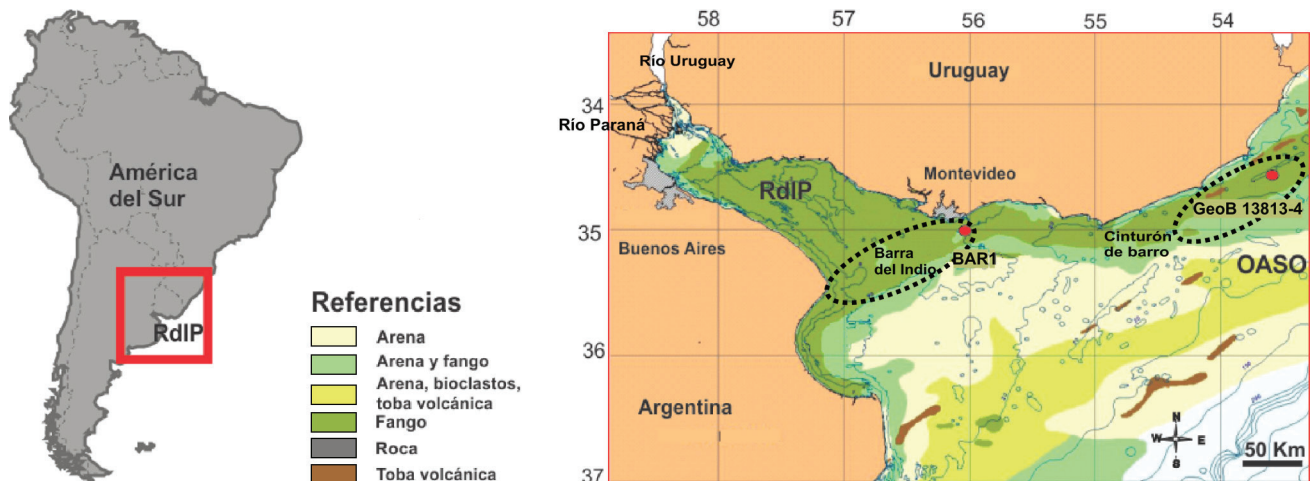 América
del Sur
RdlP
Referencias
Arena
Arena y fango
Arena, bioclastos,
toba volcánica
Fango
Roca
Toba volcánica
58
57
56
55
54
34
35
36
37
Río Uruguay
Río Paraná
Uruguay
Montevideo
RdlP
Buenos Aires
Barra
del Indio
BAR1
Cinturón
de barro
GeoB 13813-4
OASO
Argentina
N
W
E
S
50 Km